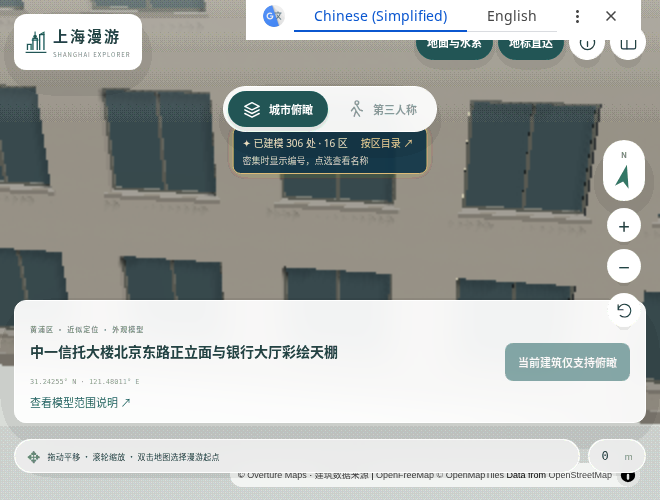 Chinese (Simplified)
English
上海漫游
SHANGHAI EXPLORER
地面与水系
地标直达
城市俯瞰
第三人称
✦ 已建模 306 处 · 16 区 按区目录 ↗
密集时显示编号，点选查看名称
N
+
−
黄浦区 · 近似定位 · 外观模型
中一信托大楼北京东路正立面与银行大厅彩绘天棚
31.24255° N · 121.48011° E
查看模型范围说明 ↗
当前建筑仅支持俯瞰
拖动平移 · 滚轮缩放 · 双击地图选择漫游起点
0 m
© Overture Maps · 建筑数据来源 | OpenFreeMap © OpenMapTiles Data from OpenStreetMap